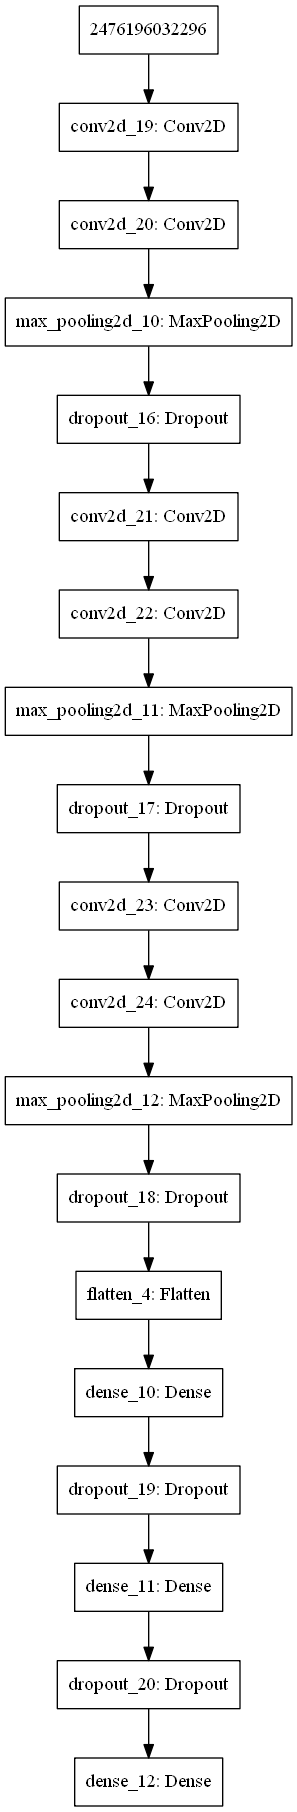 2476196032296
conv2d_19: Conv2D
conv2d_20: Conv2D
max_pooling2d_10: MaxPooling2D
dropout_16: Dropout
conv2d_21: Conv2D
conv2d_22: Conv2D
max_pooling2d_11: MaxPooling2D
dropout_17: Dropout
conv2d_23: Conv2D
conv2d_24: Conv2D
max_pooling2d_12: MaxPooling2D
dropout_18: Dropout
flatten_4: Flatten
dense_10: Dense
dropout_19: Dropout
dense_11: Dense
dropout_20: Dropout
dense_12: Dense